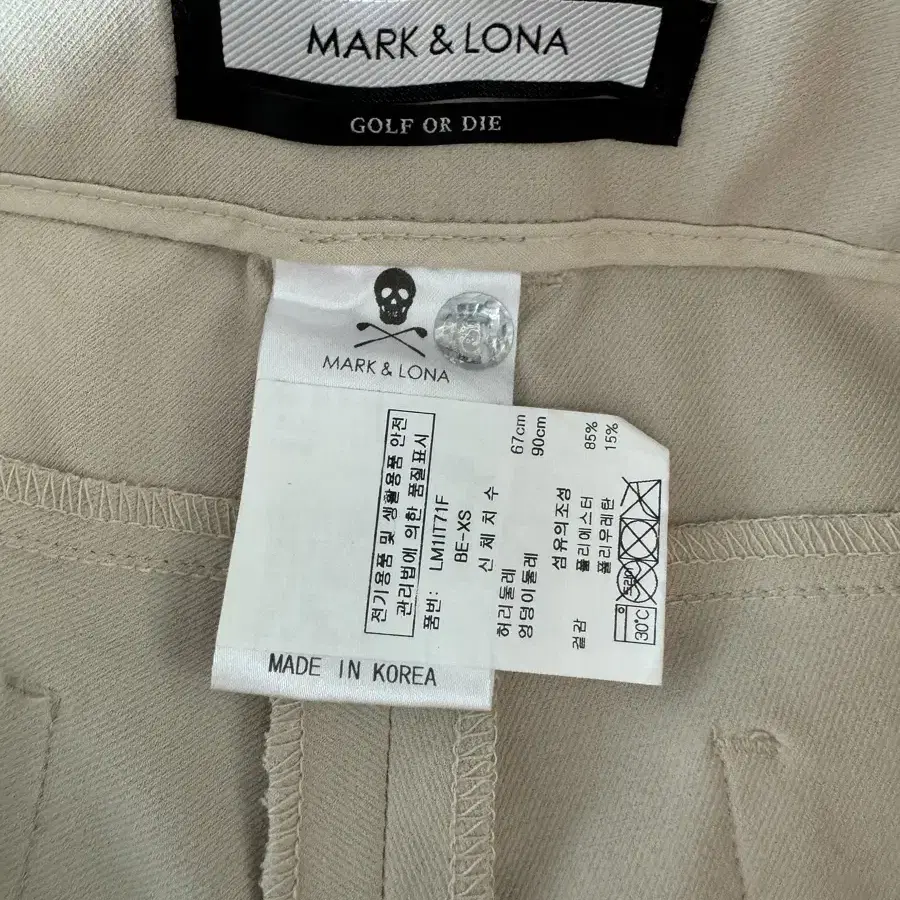 MARK & LONA
GOLF OR DIE
MARK & LONA
전기용품 및 생활용품 안전
관리법에 의한 품질표시
품번: LM1IT71F
BE-XS
신 체 치 수
허리둘레 67cm
엉덩이둘레 90cm
섬유의조성
겉감 폴리에스터 85%
폴리우레탄 15%
30℃
MADE IN KOREA